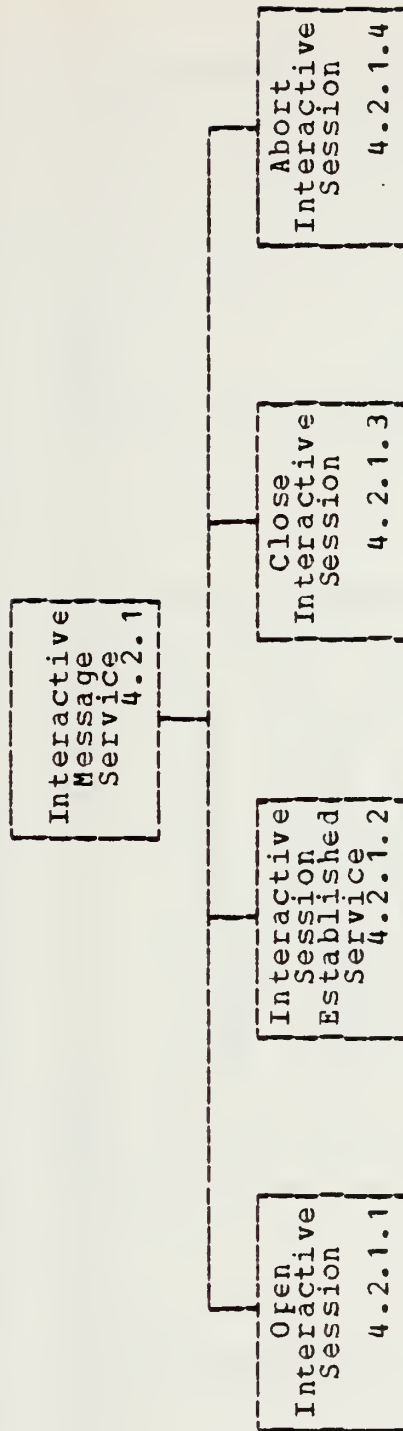 Interactive
Message
Service
4.2.1
Open
Interactive
Session
4.2.1.1
Interactive
Session
Established
Service
4.2.1.2
Close
Interactive
Session
4.2.1.3
Abort
Interactive
Session
4.2.1.4